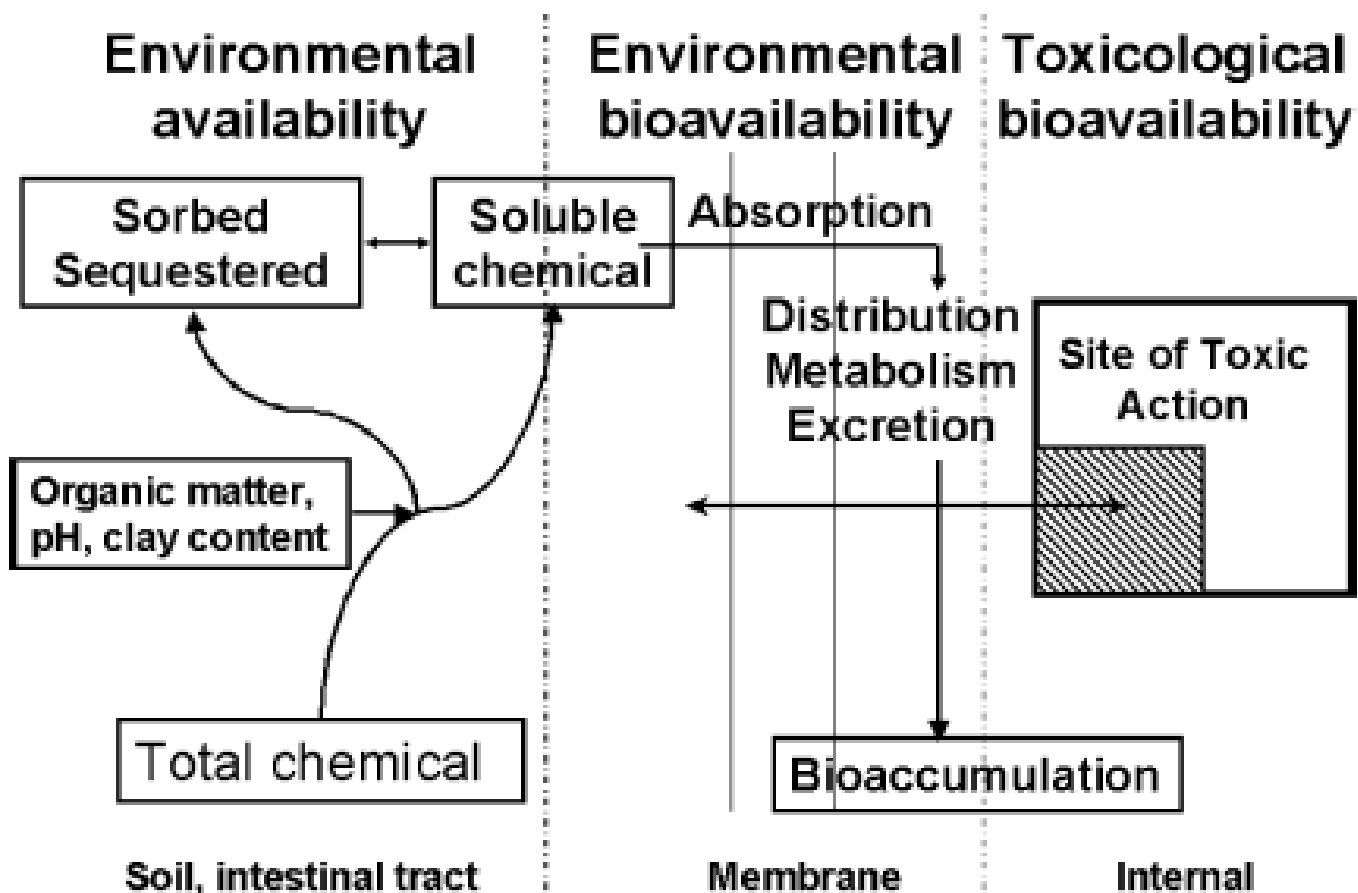 Environmental
availability
Environmental
bioavailability
Toxicological
bioavailability
Sorbed
Sequestered
Soluble
chemical
Absorption
Distribution
Metabolism
Excretion
Site of Toxic
Action
Organic matter,
pH, clay content
Total chemical
Bioaccumulation
Soil, intestinal tract
Membrane
Internal